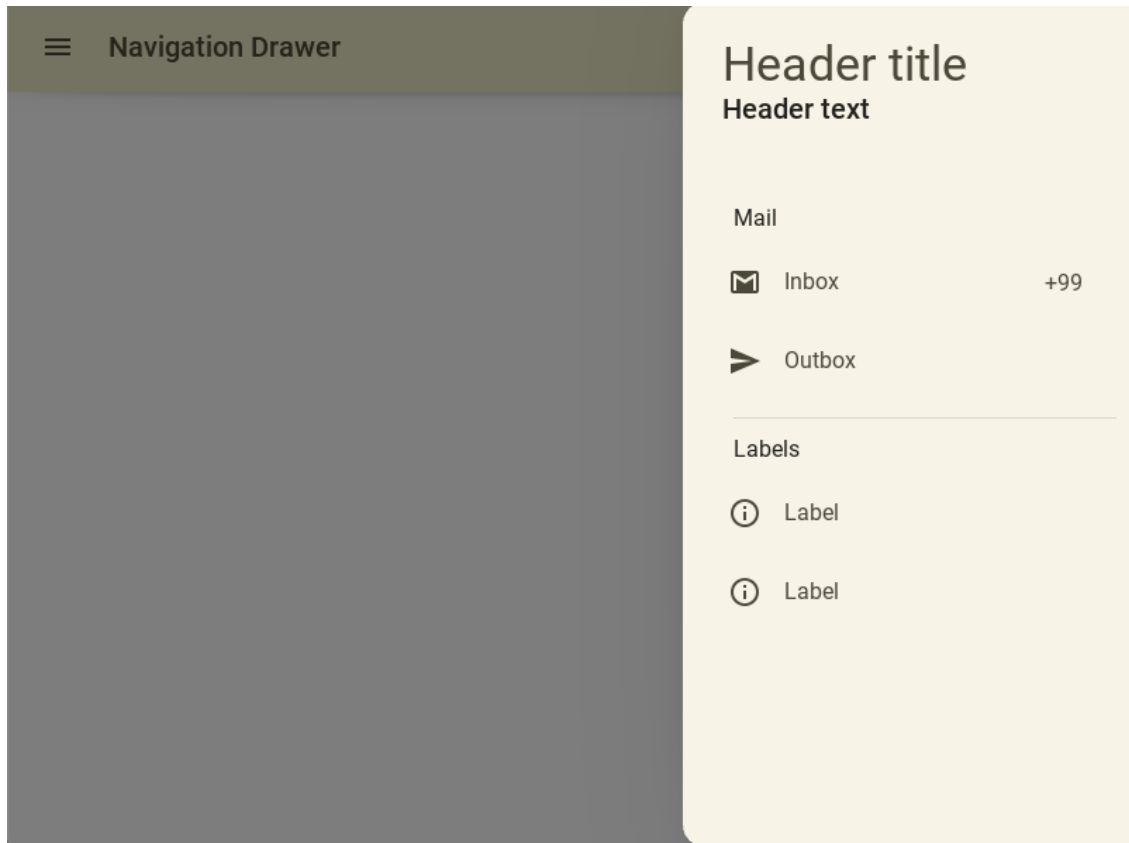 Navigation Drawer
Header title
Header text
Mail
Inbox +99
Outbox
Labels
Label
Label